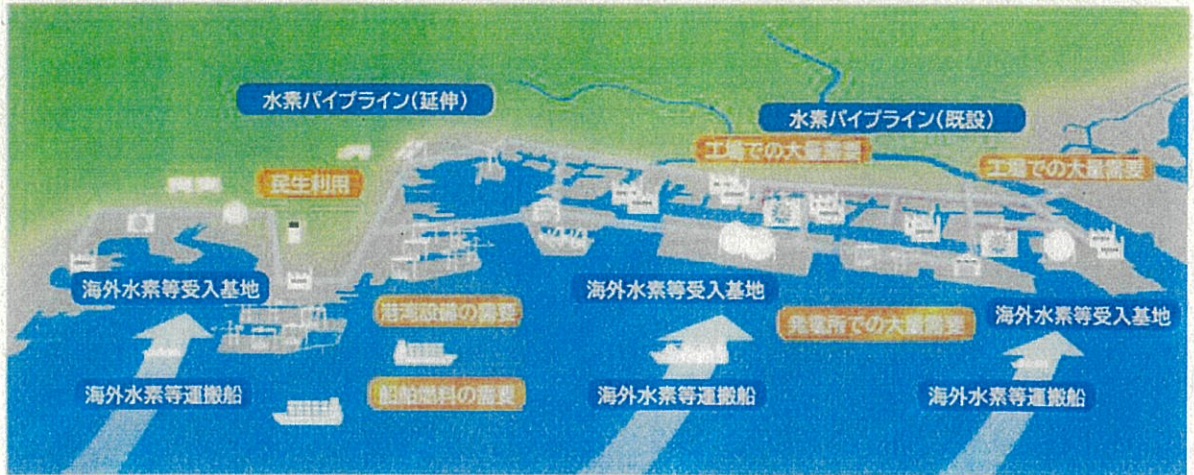 水素パイプライン(延伸)
水素パイプライン(既設)
工場での大量需要
工場での大量需要
民生利用
海外水素等受入基地
海外水素等受入基地
海外水素等受入基地
港湾設備の需要
発電所での大量需要
海外水素等運搬船
船舶燃料の需要
海外水素等運搬船
海外水素等運搬船